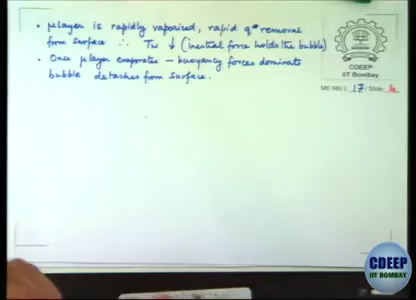 • μlayer is rapidly vaporised, rapid q" removal
from surface ∴ Tw ↓ (inertial force holds the bubble)
• Once μlayer evaporates – buoyancy forces dominate
bubble detaches from surface.
CDEEP
IIT Bombay
ME 680 L 17 Slide 4
CDEEP
IIT BOMBAY